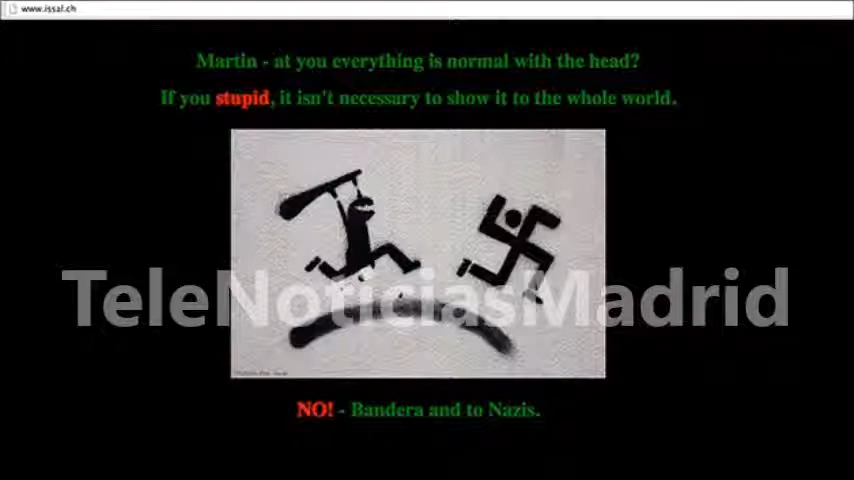 www.issal.ch
Martin - at you everything is normal with the head?
If you stupid, it isn't necessary to show it to the whole world.
TeleNoticiasMadrid
NO! - Bandera and to Nazis.